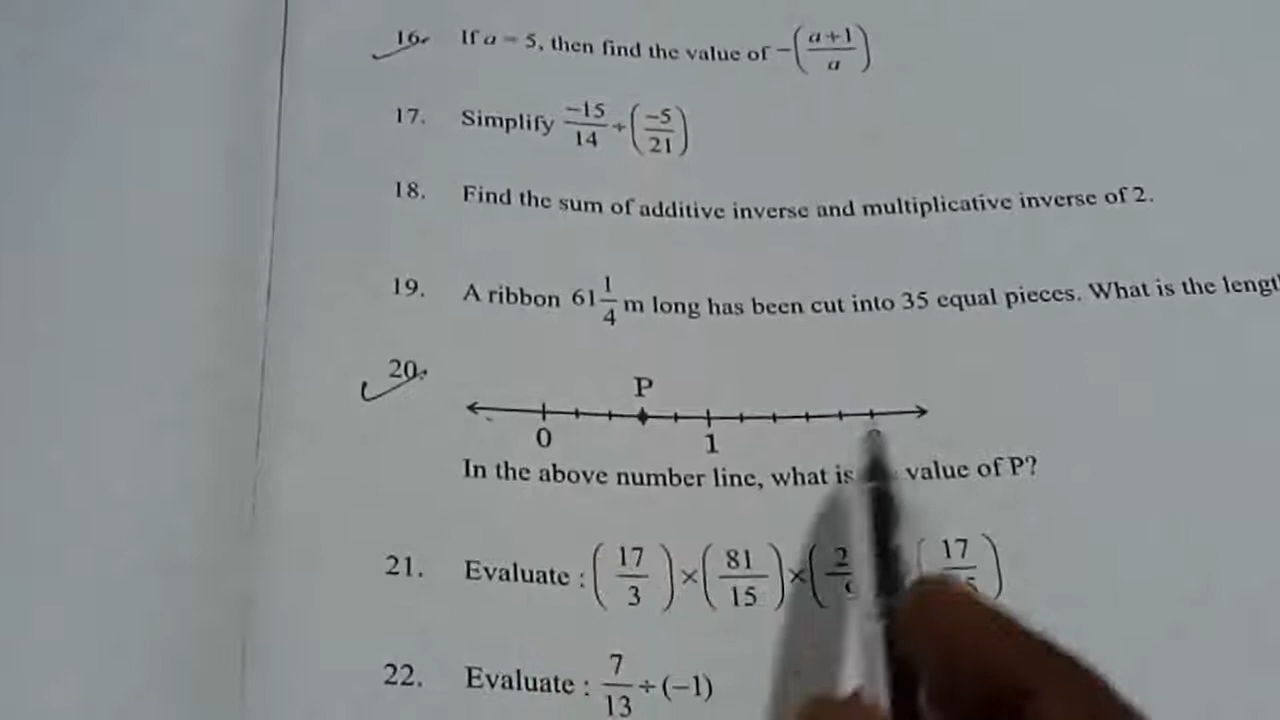 16. If a = 5, then find the value of −((a+1)/a)
17. Simplify −15/14 ÷ (−5/21)
18. Find the sum of additive inverse and multiplicative inverse of 2.
19. A ribbon 61 1/4 m long has been cut into 35 equal pieces. What is the
20.
P
0 1
In the above number line, what is value of P?
21. Evaluate : (17/3) × (81/15) × (2/ 17/
22. Evaluate : 7/13 ÷ (−1)